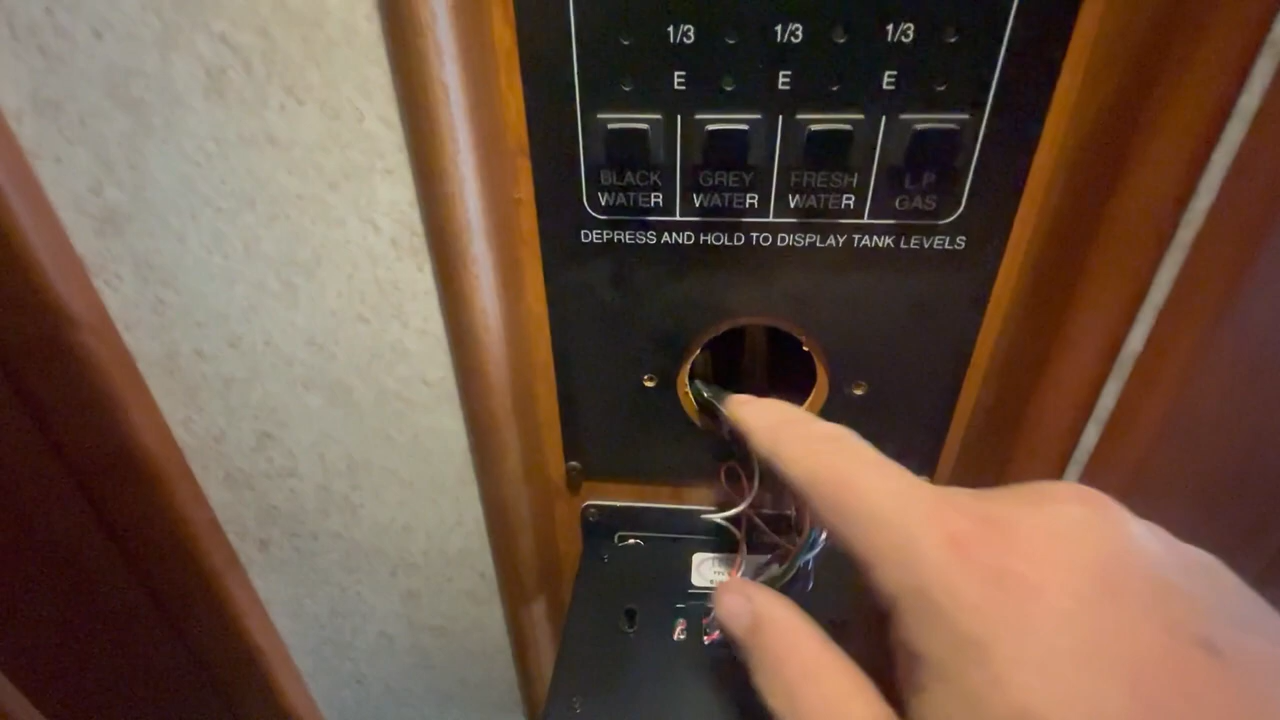 1/3 1/3 1/3
E E E
BLACK WATER
GREY WATER
FRESH WATER
L.P. GAS
DEPRESS AND HOLD TO DISPLAY TANK LEVELS